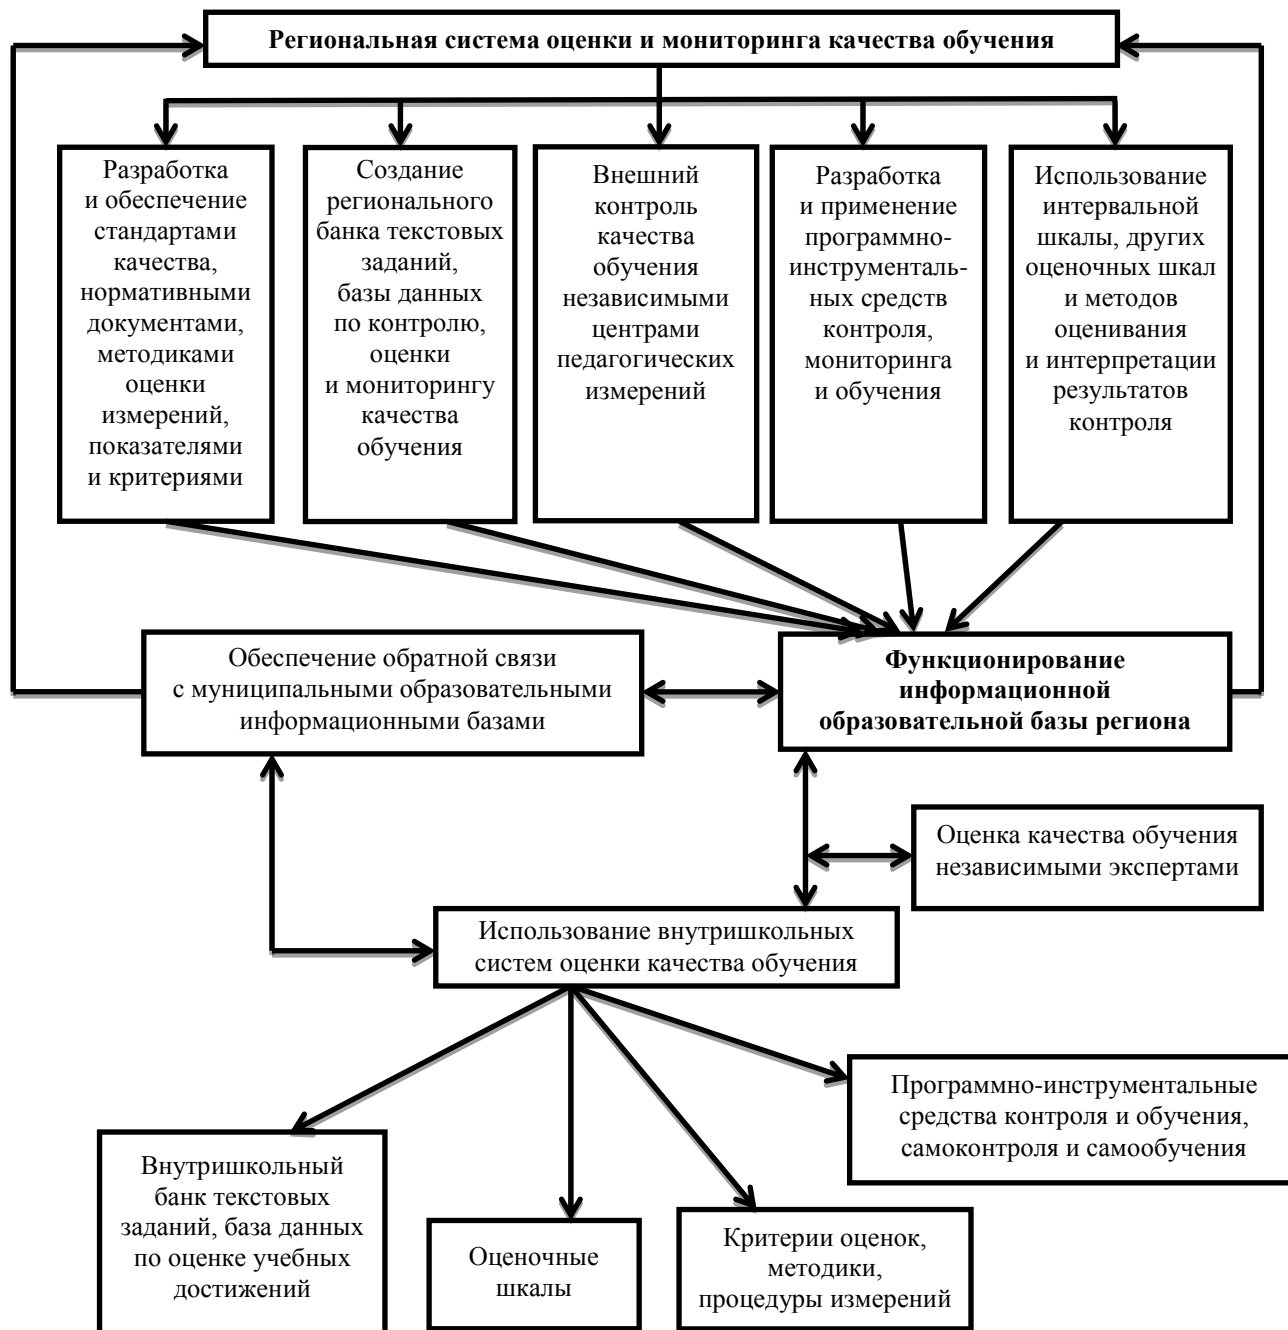 Региональная система оценки и мониторинга качества обучения
Разработка
и обеспечение
стандартами
качества,
нормативными
документами,
методиками
оценки
измерений,
показателями
и критериями
Создание
регионального
банка текстовых
заданий,
базы данных
по контролю,
оценки
и мониторингу
качества
обучения
Внешний
контроль
качества
обучения
независимыми
центрами
педагогических
измерений
Разработка
и применение
программно-
инструменталь-
ных средств
контроля,
мониторинга
и обучения
Использование
интервальной
шкалы, других
оценочных шкал
и методов
оценивания
и интерпретации
результатов
контроля
Обеспечение обратной связи
с муниципальными образовательными
информационными базами
Функционирование
информационной
образовательной базы региона
Оценка качества обучения
независимыми экспертами
Использование внутришкольных
систем оценки качества обучения
Программно-инструментальные
средства контроля и обучения,
самоконтроля и самообучения
Внутришкольный
банк текстовых
заданий, база данных
по оценке учебных
достижений
Оценочные
шкалы
Критерии оценок,
методики,
процедуры измерений